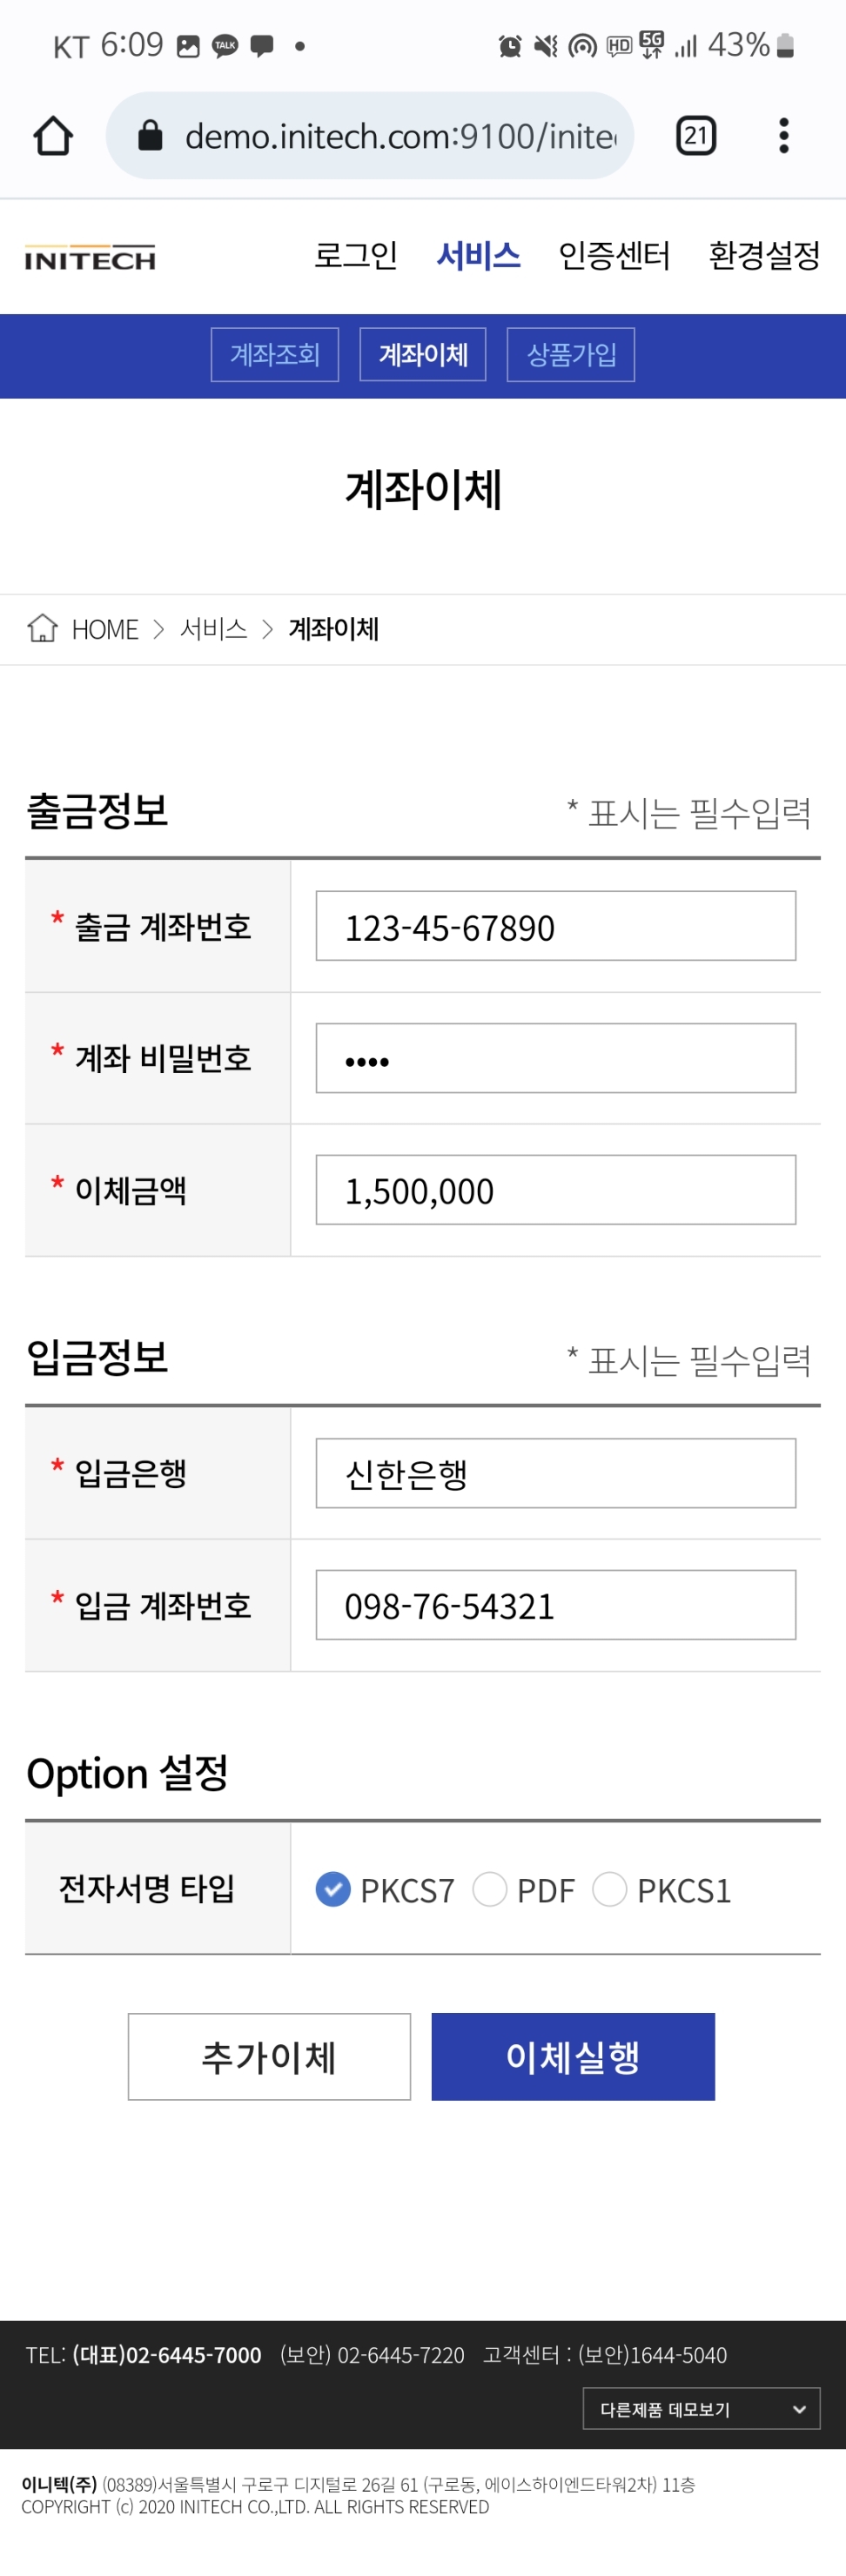 KT 6:09 TALK HD 5G 43%
demo.initech.com:9100/inite 21
INITECH 로그인 서비스 인증센터 환경설정
계좌조회 계좌이체 상품가입
계좌이체
HOME > 서비스 > 계좌이체
출금정보 * 표시는 필수입력
* 출금 계좌번호 123-45-67890
* 계좌 비밀번호 ••••
* 이체금액 1,500,000
입금정보 * 표시는 필수입력
* 입금은행 신한은행
* 입금 계좌번호 098-76-54321
Option 설정
전자서명 타입 PKCS7 PDF PKCS1
추가이체 이체실행
TEL: (대표)02-6445-7000 (보안) 02-6445-7220 고객센터 : (보안)1644-5040
다른제품 데모보기
이니텍(주) (08389)서울특별시 구로구 디지털로 26길 61 (구로동, 에이스하이엔드타워2차) 11층
COPYRIGHT (c) 2020 INITECH CO.,LTD. ALL RIGHTS RESERVED